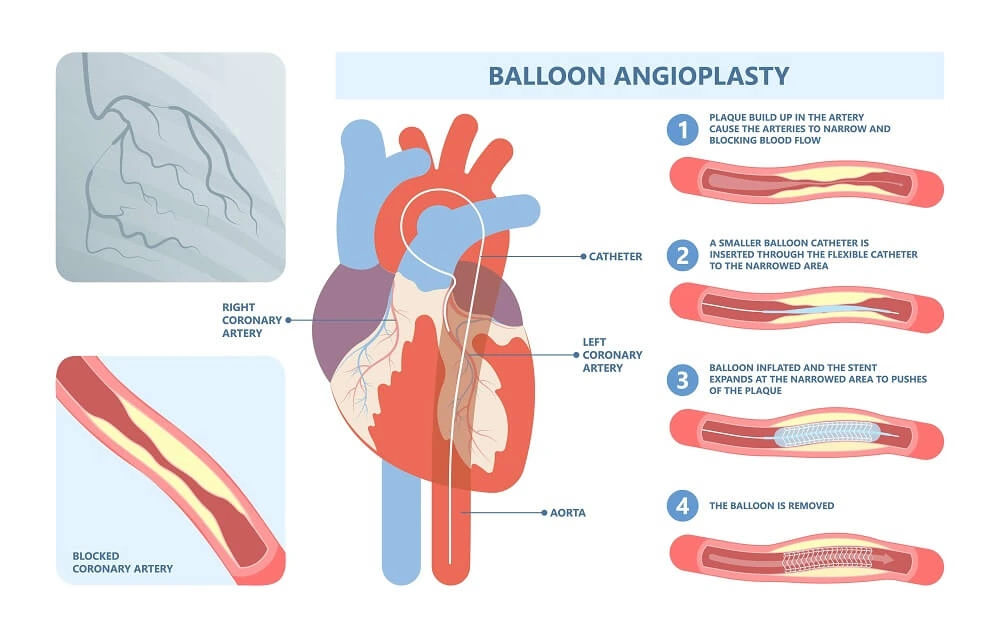 BALLOON ANGIOPLASTY
1
PLAQUE BUILD UP IN THE ARTERY
CAUSE THE ARTERIES TO NARROW AND
BLOCKING BLOOD FLOW
2
A SMALLER BALLOON CATHETER IS
INSERTED THROUGH THE FLEXIBLE CATHETER
TO THE NARROWED AREA
3
BALLOON INFLATED AND THE STENT
EXPANDS AT THE NARROWED AREA TO PUSHES
OF THE PLAQUE
4
THE BALLOON IS REMOVED
CATHETER
RIGHT
CORONARY
ARTERY
LEFT
CORONARY
ARTERY
AORTA
BLOCKED
CORONARY ARTERY